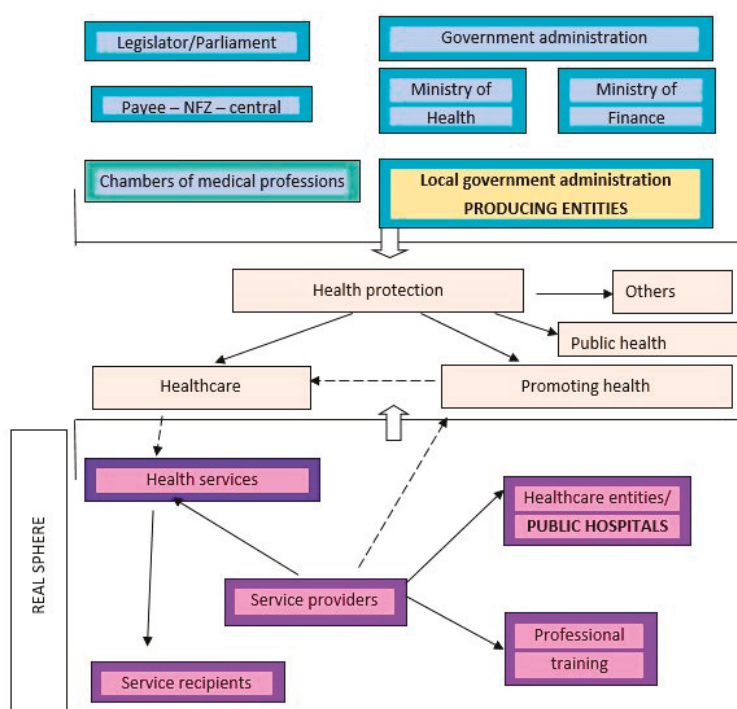 Legislator/Parliament
Government administration
Payee – NFZ – central
Ministry of
Health
Ministry of
Finance
Chambers of medical professions
Local government administration
PRODUCING ENTITIES
Health protection
Others
Public health
Healthcare
Promoting health
REAL SPHERE
Health services
Healthcare entities/
PUBLIC HOSPITALS
Service providers
Professional
training
Service recipients